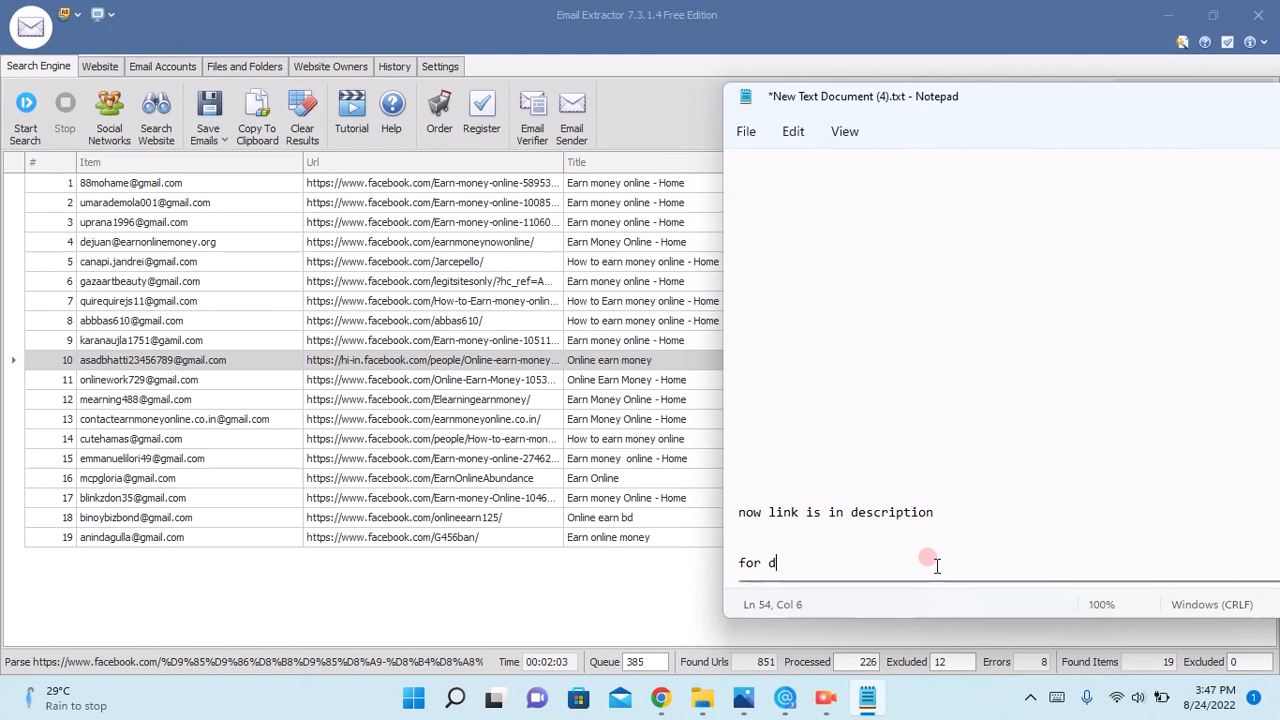 Email Extractor 7.3.1.4 Free Edition
Search Engine Website Email Accounts Files and Folders Website Owners History Settings
Start Search Stop Social Networks Search Website Save Emails Copy To Clipboard Clear Results Tutorial Help Order Register Email Verifier Email Sender
# Item Url Title
1 88mohame@gmail.com https://www.facebook.com/Earn-money-online-58953... Earn money online - Home
2 umarademola001@gmail.com https://www.facebook.com/Earn-money-online-10085... Earn Money Online - Home
3 uprana1996@gmail.com https://www.facebook.com/Earn-money-online-11060... Earn money online - Home
4 dejuan@earnonlinemoney.org https://www.facebook.com/earnmoneynowonline/ Earn Money Online - Home
5 canapi.jandrei@gmail.com https://www.facebook.com/Jarcepello/ How to earn money online - Home
6 gazaartbeauty@gmail.com https://www.facebook.com/legitsitesonly/?hc_ref=A... Earn money online - Home
7 quirequirejs11@gmail.com https://www.facebook.com/How-to-Earn-money-onlin... How to Earn money online - Home
8 abbbas610@gmail.com https://www.facebook.com/abbas610/ How to earn money online - Home
9 karanaujla1751@gamil.com https://www.facebook.com/Earn-money-online-10511... Earn money online - Home
10 asadbhatti23456789@gmail.com https://hi-in.facebook.com/people/Online-earn-money... Online earn money
11 onlinework729@gmail.com https://www.facebook.com/Online-Earn-Money-1053... Online Earn Money - Home
12 mearning488@gmail.com https://www.facebook.com/Elearningearnmoney/ Earn Money Online - Home
13 contactearnmoneyonline.co.in@gmail.com https://www.facebook.com/earnmoneyonline.co.in/ Earn Money Online - Home
14 cutehamas@gmail.com https://www.facebook.com/people/How-to-earn-mon... How to earn money online
15 emmanuelilori49@gmail.com https://www.facebook.com/Earn-money-online-27462... Earn money  online - Home
16 mcpgloria@gmail.com https://www.facebook.com/EarnOnlineAbundance Earn Online
17 blinkzdon35@gmail.com https://www.facebook.com/Earn-money-Online-1046... Earn money Online - Home
18 binoybizbond@gmail.com https://www.facebook.com/onlineearn125/ Online earn bd
19 anindagulla@gmail.com https://www.facebook.com/G456ban/ Earn online money
*New Text Document (4).txt - Notepad
File Edit View
now link is in description
for d
Ln 54, Col 6 100% Windows (CRLF)
Parse https://www.facebook.com/%D9%85%D9%86%D8%B8%D9%85%D8%A9-%D8%B4%D8%A8% Time 00:02:03 Queue 385 Found Urls 851 Processed 226 Excluded 12 Errors 8 Found Items 19 Excluded 0
29°C
Rain to stop
3:47 PM
8/24/2022
1